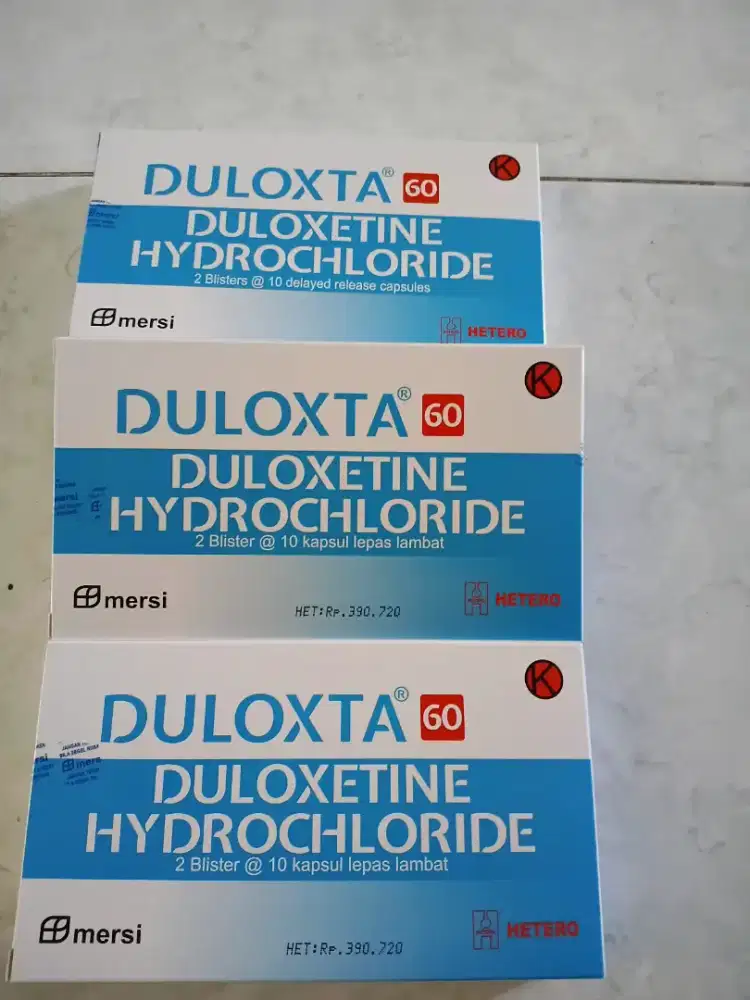 DULOXTA® 60
K
DULOXETINE
HYDROCHLORIDE
2 Blisters @ 10 delayed release capsules
mersi
HETERO
DULOXTA® 60
K
DULOXETINE
HYDROCHLORIDE
2 Blister @ 10 kapsul lepas lambat
mersi
HET:Rp.390.720
HETERO
DULOXTA® 60
K
DULOXETINE
HYDROCHLORIDE
2 Blister @ 10 kapsul lepas lambat
mersi
HET:Rp.390.720
HETERO